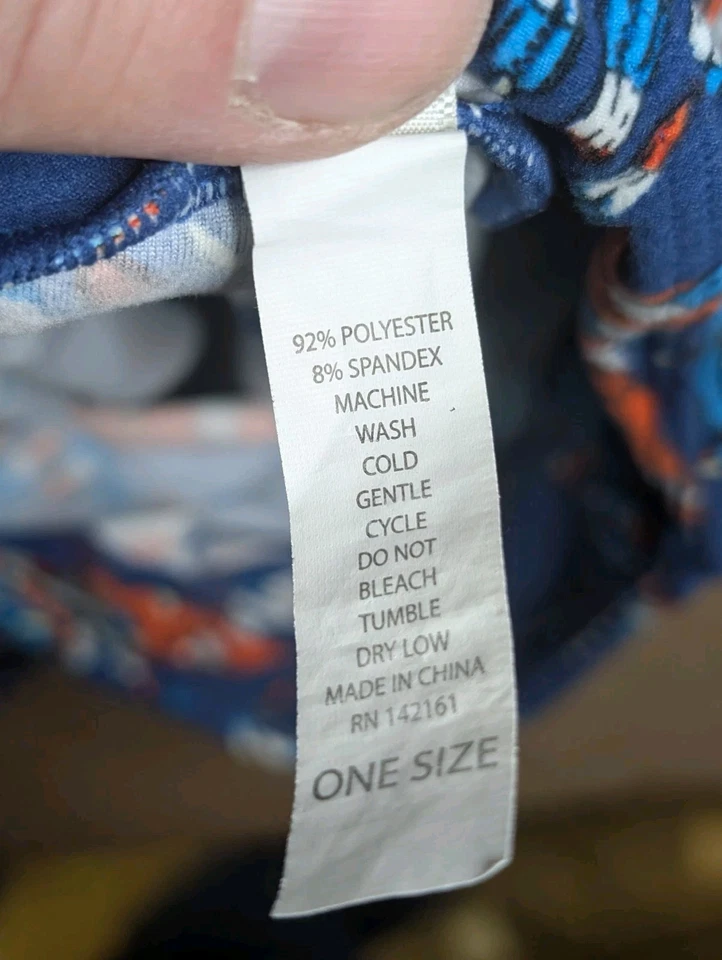 92% POLYESTER
8% SPANDEX
MACHINE
WASH
COLD
GENTLE
CYCLE
DO NOT
BLEACH
TUMBLE
DRY LOW
MADE IN CHINA
RN 142161
ONE SIZE